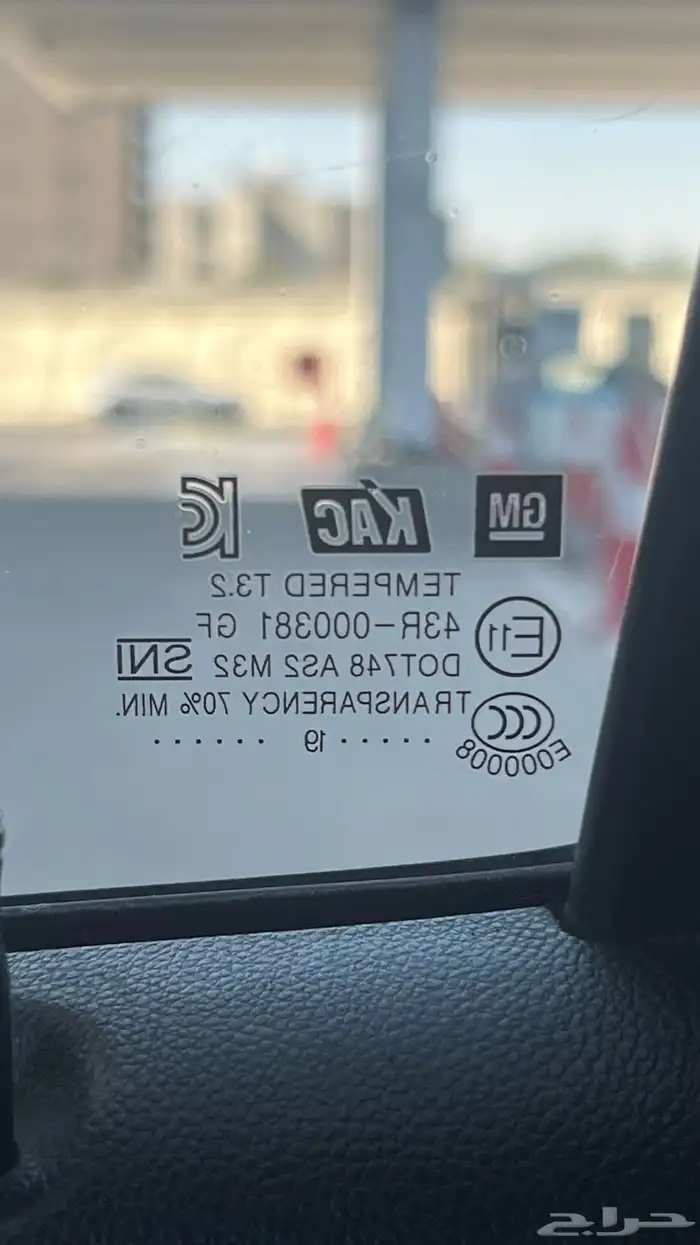 GM KAC
TEMPERED T3.2
E11 43R-000381 GF
DOT748 AS2 M32 SNI
CCC TRANSPARENCY 70% MIN.
E000008
. . . . . 19 . . . . . .
حراج